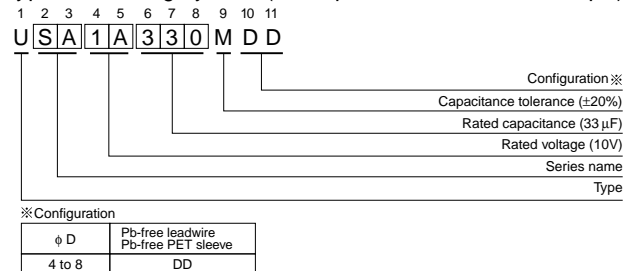 1 2 3 4 5 6 7 8 9 10 11
U S A 1 A 3 3 0 M D D
Configuration※
Capacitance tolerance (±20%)
Rated capacitance (33 µF)
Rated voltage (10V)
Series name
Type
※Configuration
ϕ D
Pb-free leadwire
Pb-free PET sleeve
4 to 8 DD